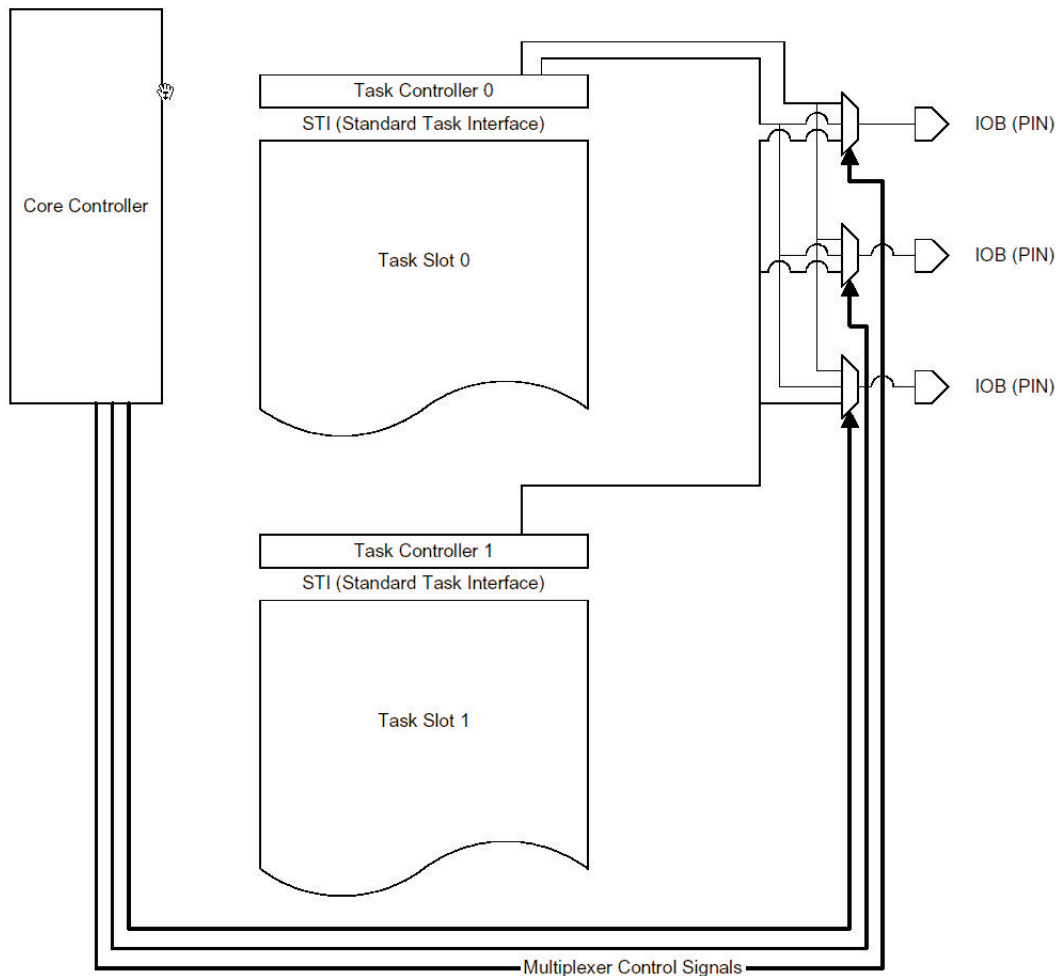 Task Controller 0
STI (Standard Task Interface)
IOB (PIN)
Core Controller
Task Slot 0
IOB (PIN)
IOB (PIN)
Task Controller 1
STI (Standard Task Interface)
Task Slot 1
Multiplexer Control Signals